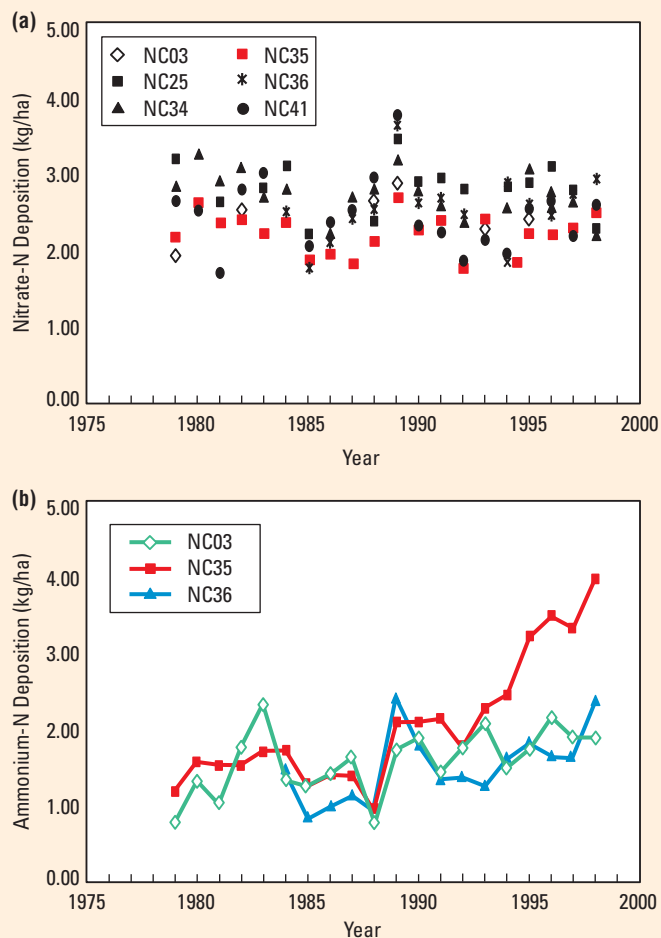 (a)
5.00
4.00
3.00
2.00
1.00
0.00
Nitrate-N Deposition (kg/ha)
NC03 NC35
NC25 NC36
NC34 NC41
1975 1980 1985 1990 1995 2000
Year
(b)
5.00
4.00
3.00
2.00
1.00
0.00
Ammonium-N Deposition (kg/ha)
NC03
NC35
NC36
1975 1980 1985 1990 1995 2000
Year